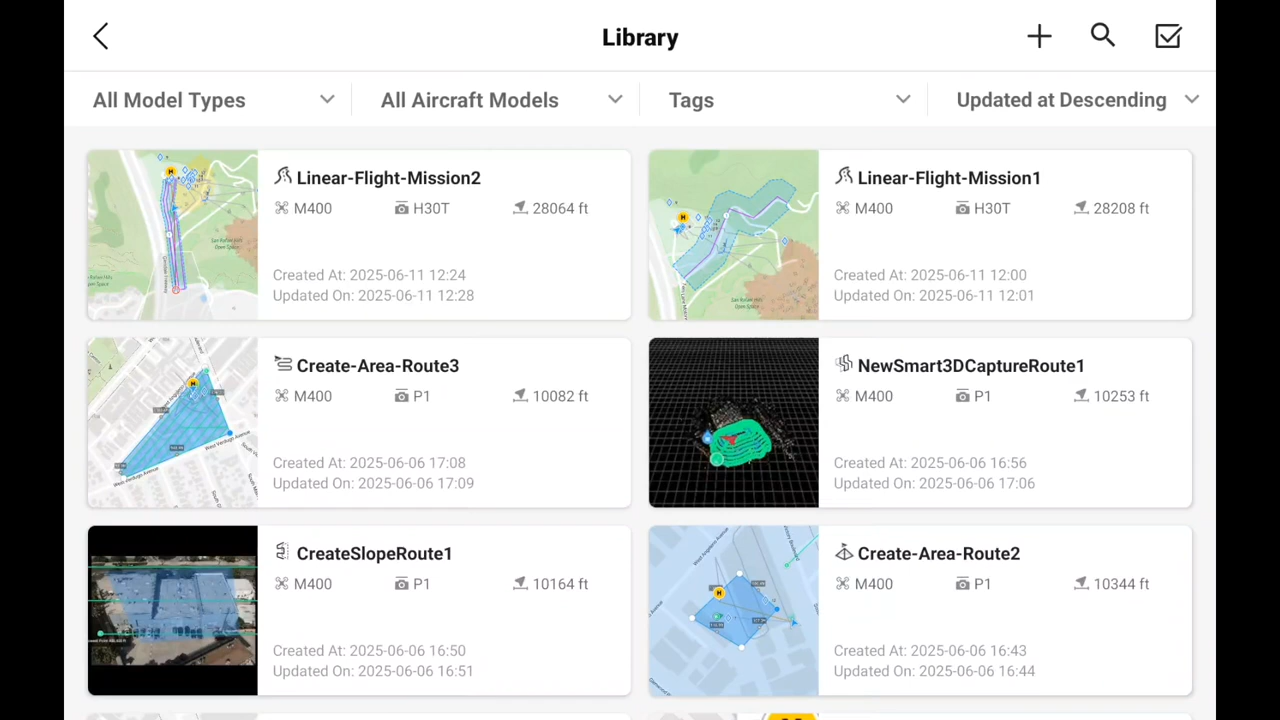 Library
All Model Types
All Aircraft Models
Tags
Updated at Descending
Linear-Flight-Mission2
M400 H30T 28064 ft
Created At: 2025-06-11 12:24
Updated On: 2025-06-11 12:28
Linear-Flight-Mission1
M400 H30T 28208 ft
Created At: 2025-06-11 12:00
Updated On: 2025-06-11 12:01
Create-Area-Route3
M400 P1 10082 ft
Created At: 2025-06-06 17:08
Updated On: 2025-06-06 17:09
NewSmart3DCaptureRoute1
M400 P1 10253 ft
Created At: 2025-06-06 16:56
Updated On: 2025-06-06 17:06
CreateSlopeRoute1
M400 P1 10164 ft
Created At: 2025-06-06 16:50
Updated On: 2025-06-06 16:51
Create-Area-Route2
M400 P1 10344 ft
Created At: 2025-06-06 16:43
Updated On: 2025-06-06 16:44